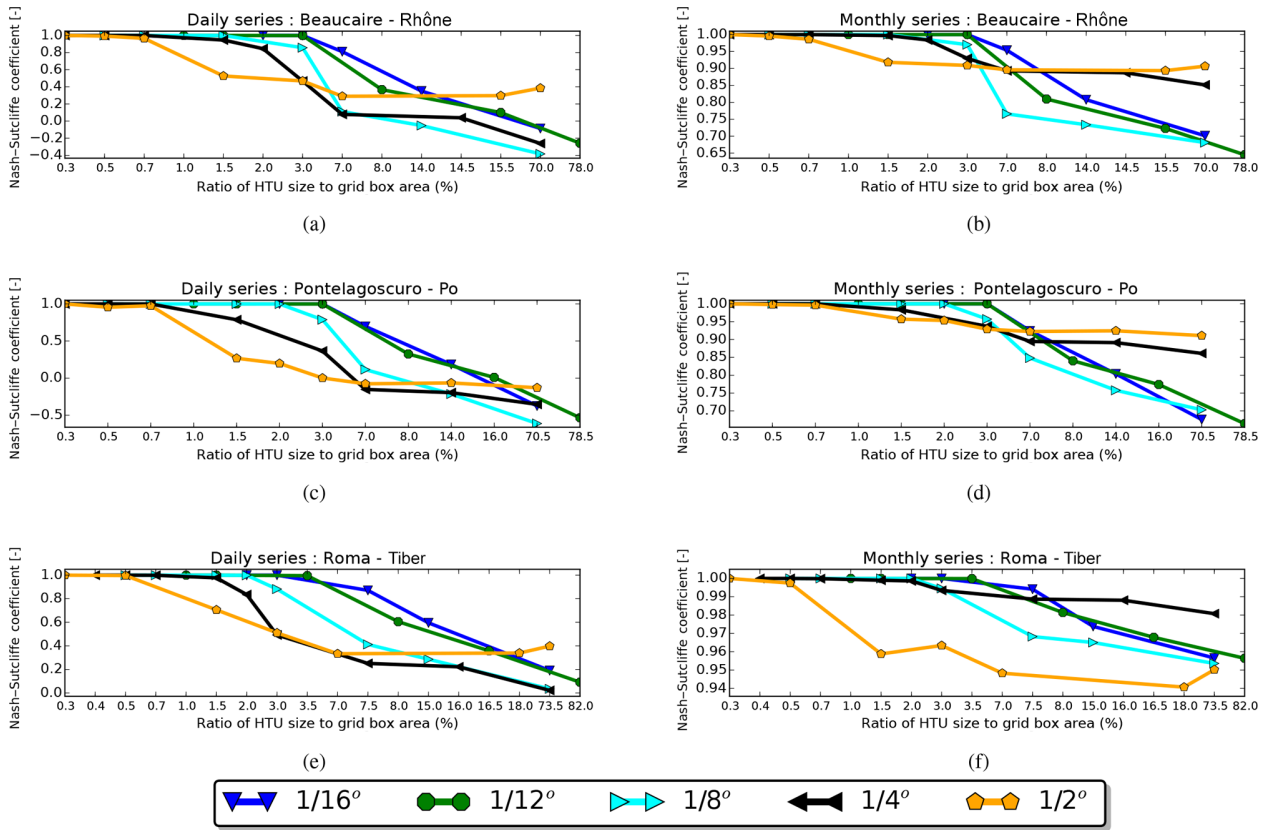 Daily series : Beaucaire - Rhône
Nash−Sutcliffe coefficient [-]
1.0
0.8
0.6
0.4
0.2
0.0
−0.2
−0.4
0.3 0.5 0.7 1.0 1.5 2.0 3.0 7.0 8.0 14.0 14.5 15.5 70.0 78.0
Ratio of HTU size to grid box area (%)
(a)
Monthly series : Beaucaire - Rhône
Nash−Sutcliffe coefficient [-]
1.00
0.95
0.90
0.85
0.80
0.75
0.70
0.65
0.3 0.5 0.7 1.0 1.5 2.0 3.0 7.0 8.0 14.0 14.5 15.5 70.0 78.0
Ratio of HTU size to grid box area (%)
(b)
Daily series : Pontelagoscuro - Po
Nash−Sutcliffe coefficient [-]
1.0
0.5
0.0
−0.5
0.3 0.5 0.7 1.0 1.5 2.0 3.0 7.0 8.0 14.0 16.0 70.5 78.5
Ratio of HTU size to grid box area (%)
(c)
Monthly series : Pontelagoscuro - Po
Nash−Sutcliffe coefficient [-]
1.00
0.95
0.90
0.85
0.80
0.75
0.70
0.3 0.5 0.7 1.0 1.5 2.0 3.0 7.0 8.0 14.0 16.0 70.5 78.5
Ratio of HTU size to grid box area (%)
(d)
Daily series : Roma - Tiber
Nash−Sutcliffe coefficient [-]
1.0
0.8
0.6
0.4
0.2
0.0
0.3 0.4 0.5 0.7 1.0 1.5 2.0 3.0 3.5 7.0 7.5 8.0 15.0 16.0 16.5 18.0 73.5 82.0
Ratio of HTU size to grid box area (%)
(e)
Monthly series : Roma - Tiber
Nash−Sutcliffe coefficient [-]
1.00
0.99
0.98
0.97
0.96
0.95
0.94
0.3 0.4 0.5 0.7 1.0 1.5 2.0 3.0 3.5 7.0 7.5 8.0 15.0 16.0 16.5 18.0 73.5 82.0
Ratio of HTU size to grid box area (%)
(f)
1/16º 1/12º 1/8º 1/4º 1/2º